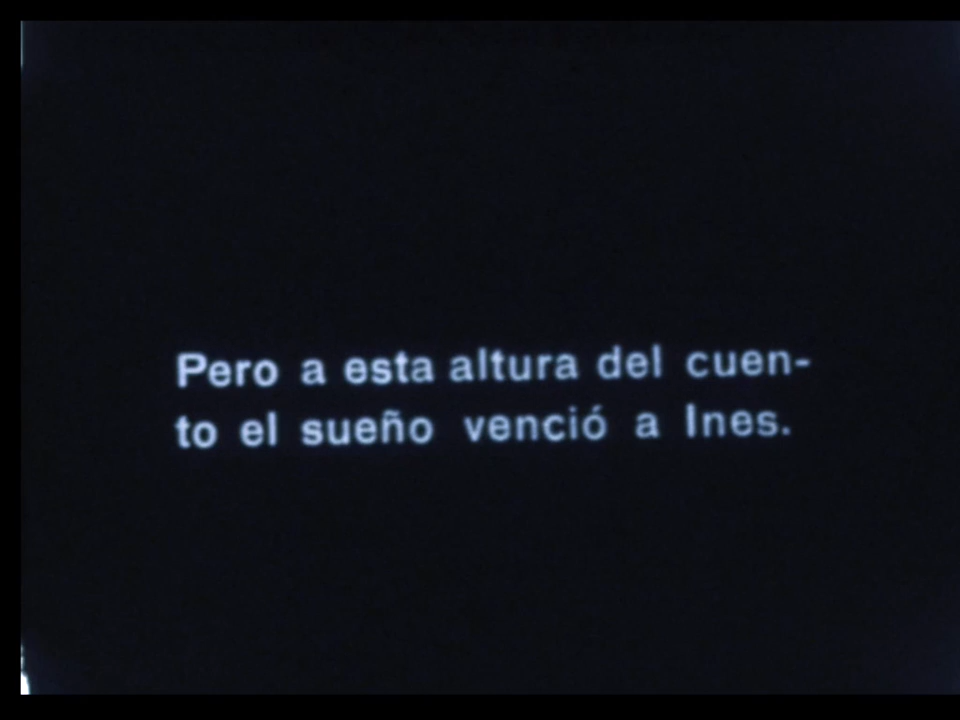 Pero a esta altura del cuen-
to el sueño venció a Ines.